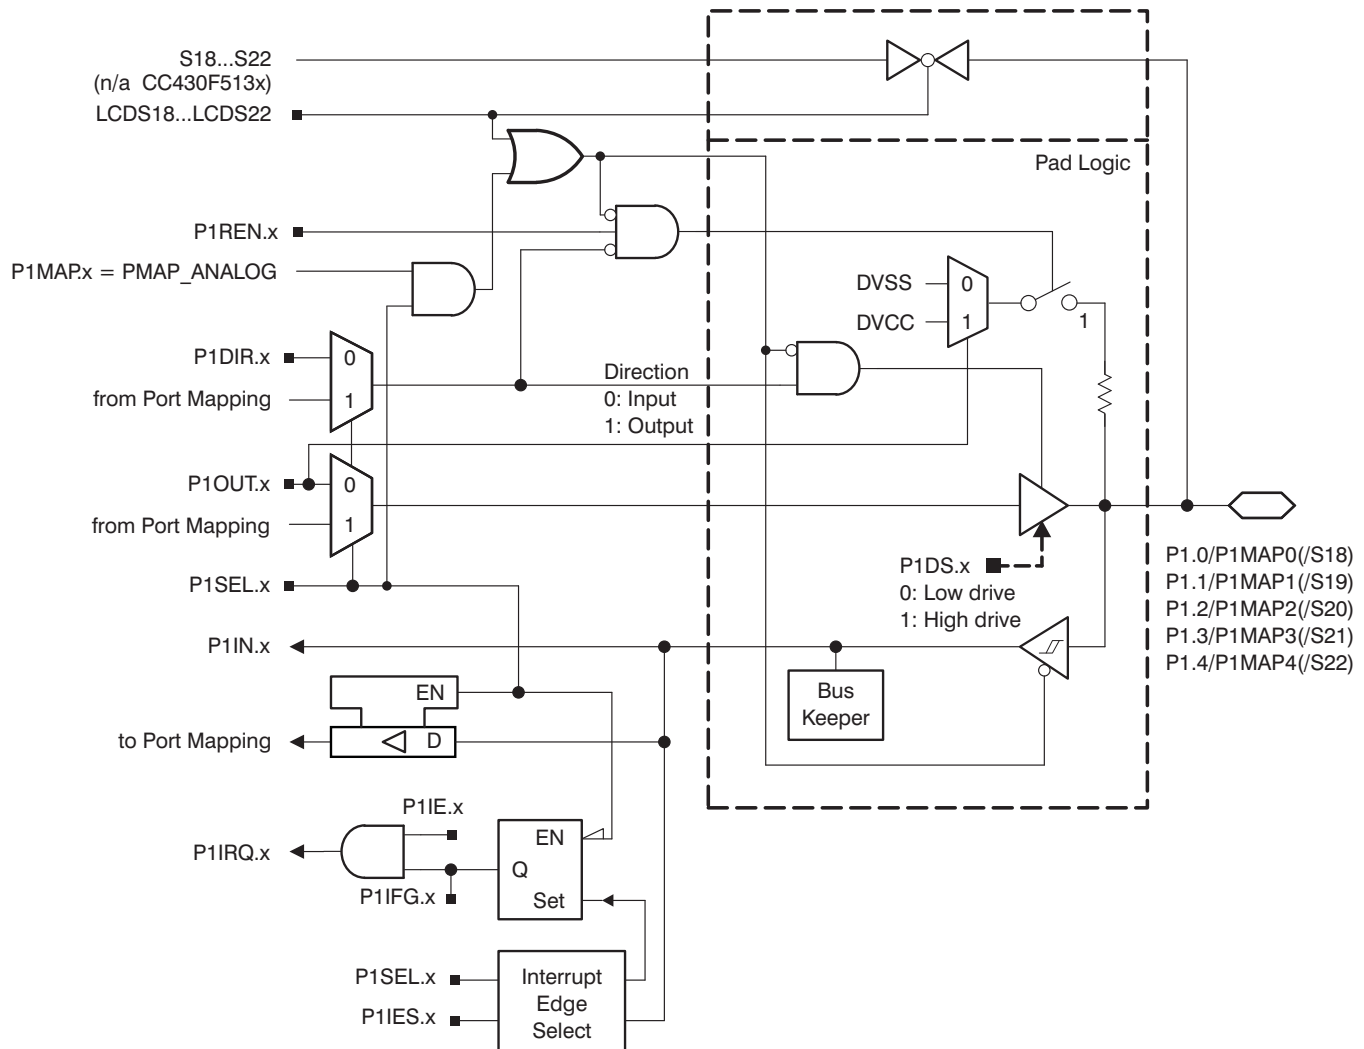 S18...S22
(n/a CC430F513x)
LCDS18...LCDS22
Pad Logic
P1REN.x
P1MAP.x = PMAP_ANALOG
DVSS
0
DVCC
1
1
P1DIR.x
0
from Port Mapping
1
Direction
0: Input
1: Output
P1OUT.x
0
from Port Mapping
1
P1SEL.x
P1DS.x
0: Low drive
1: High drive
P1.0/P1MAP0(/S18)
P1.1/P1MAP1(/S19)
P1.2/P1MAP2(/S20)
P1.3/P1MAP3(/S21)
P1.4/P1MAP4(/S22)
P1IN.x
Bus
Keeper
EN
to Port Mapping
D
P1IE.x
P1IRQ.x
EN
Q
P1IFG.x
Set
P1SEL.x
P1IES.x
Interrupt
Edge
Select